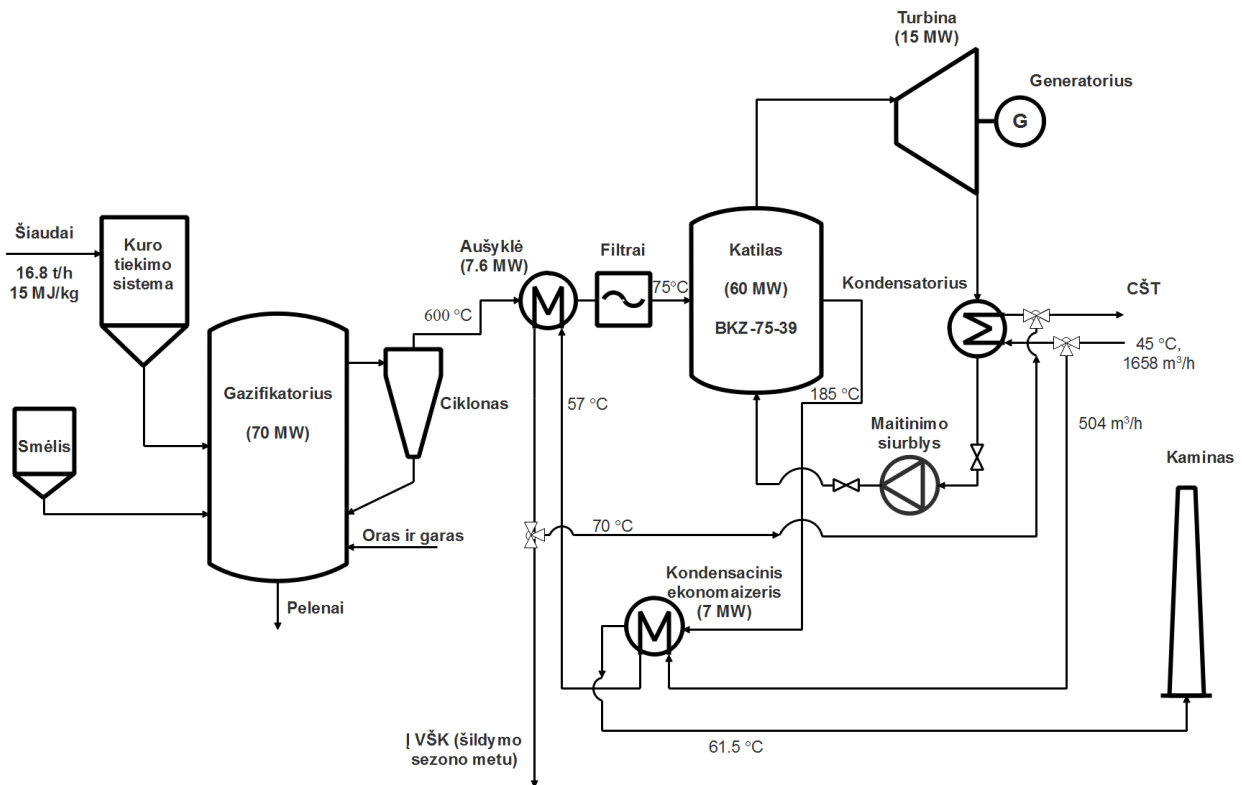 Turbina
(15 MW)
Generatorius
G
Šiaudai
16.8 t/h
15 MJ/kg
Kuro
tiekimo
sistema
Aušyklė
(7.6 MW)
Filtrai
600 °C
75°C
Katilas
(60 MW)
BKZ-75-39
Kondensatorius
CŠT
45 °C,
1658 m³/h
Gazifikatorius
(70 MW)
Ciklonas
57 °C
185 °C
504 m³/h
Maitinimo
siurblys
Kaminas
Smėlis
Oras ir garas
70 °C
Pelenai
Kondensacinis
ekonomaizeris
(7 MW)
Į VŠK (šildymo
sezono metu)
61.5 °C